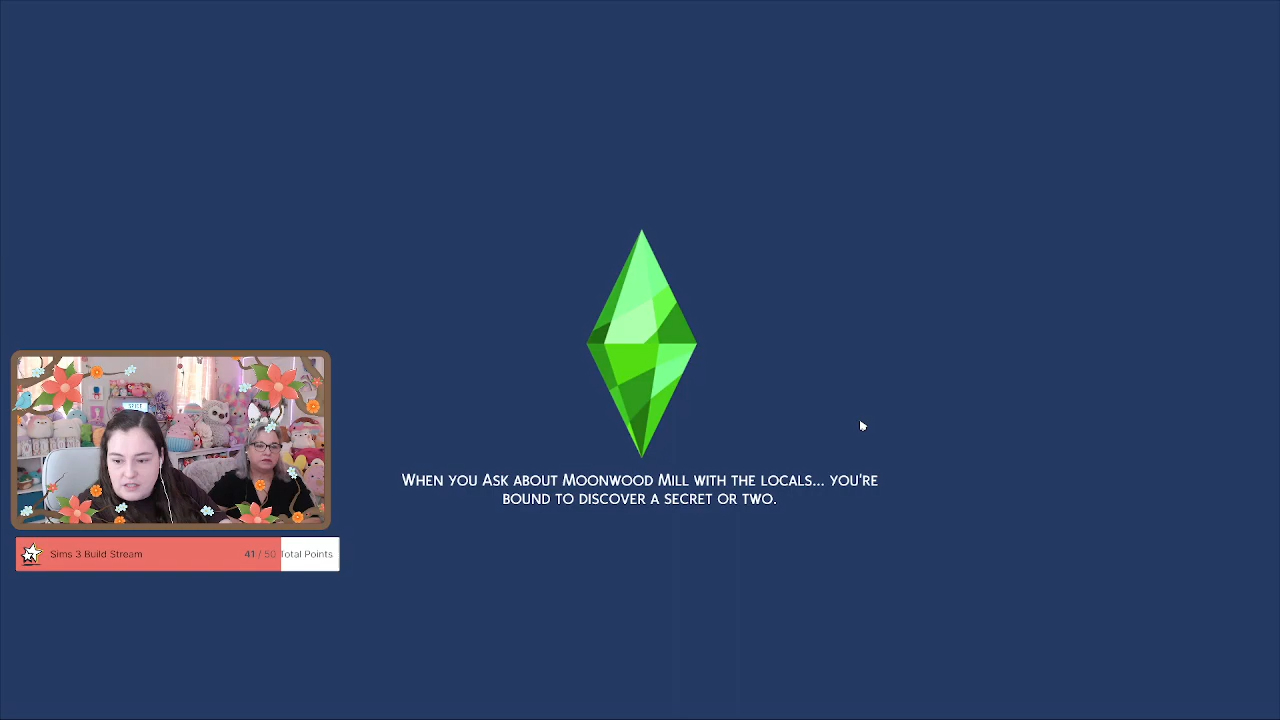 When you Ask about Moonwood Mill with the locals... you're
bound to discover a secret or two.
SPICE
Sims 3 Build Stream 41 / 50 Total Points